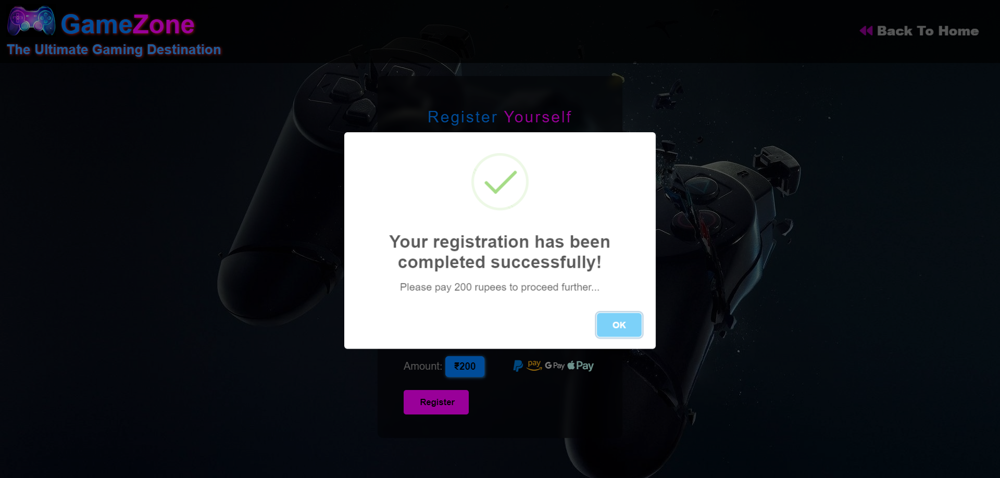 GameZone
The Ultimate Gaming Destination
Back To Home
Register Yourself
Your registration has been
completed successfully!
Please pay 200 rupees to proceed further...
OK
Amount: ₹200
pay G Pay Pay
Register